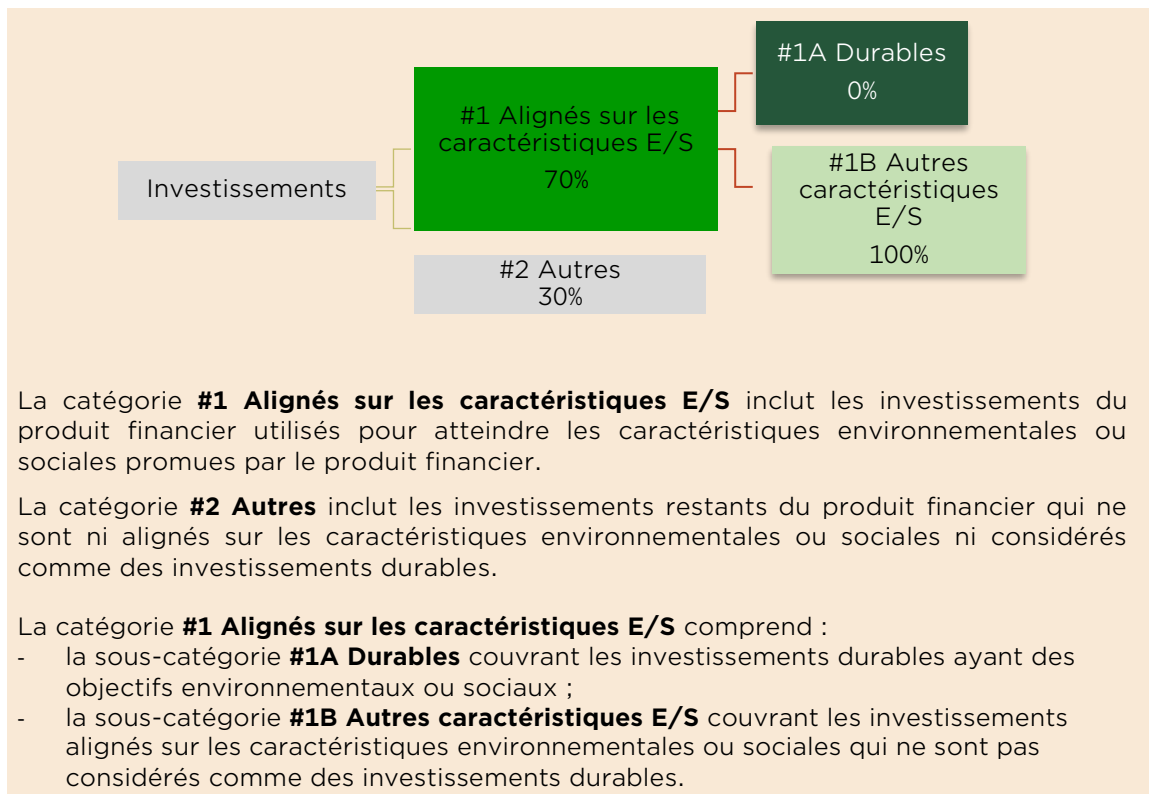 #1A Durables
0%
#1 Alignés sur les
caractéristiques E/S
70%
Investissements
#1B Autres
caractéristiques
E/S
100%
#2 Autres
30%
La catégorie #1 Alignés sur les caractéristiques E/S inclut les investissements du
produit financier utilisés pour atteindre les caractéristiques environnementales ou
sociales promues par le produit financier.
La catégorie #2 Autres inclut les investissements restants du produit financier qui ne
sont ni alignés sur les caractéristiques environnementales ou sociales ni considérés
comme des investissements durables.
La catégorie #1 Alignés sur les caractéristiques E/S comprend :
- la sous-catégorie #1A Durables couvrant les investissements durables ayant des
objectifs environnementaux ou sociaux ;
- la sous-catégorie #1B Autres caractéristiques E/S couvrant les investissements
alignés sur les caractéristiques environnementales ou sociales qui ne sont pas
considérés comme des investissements durables.